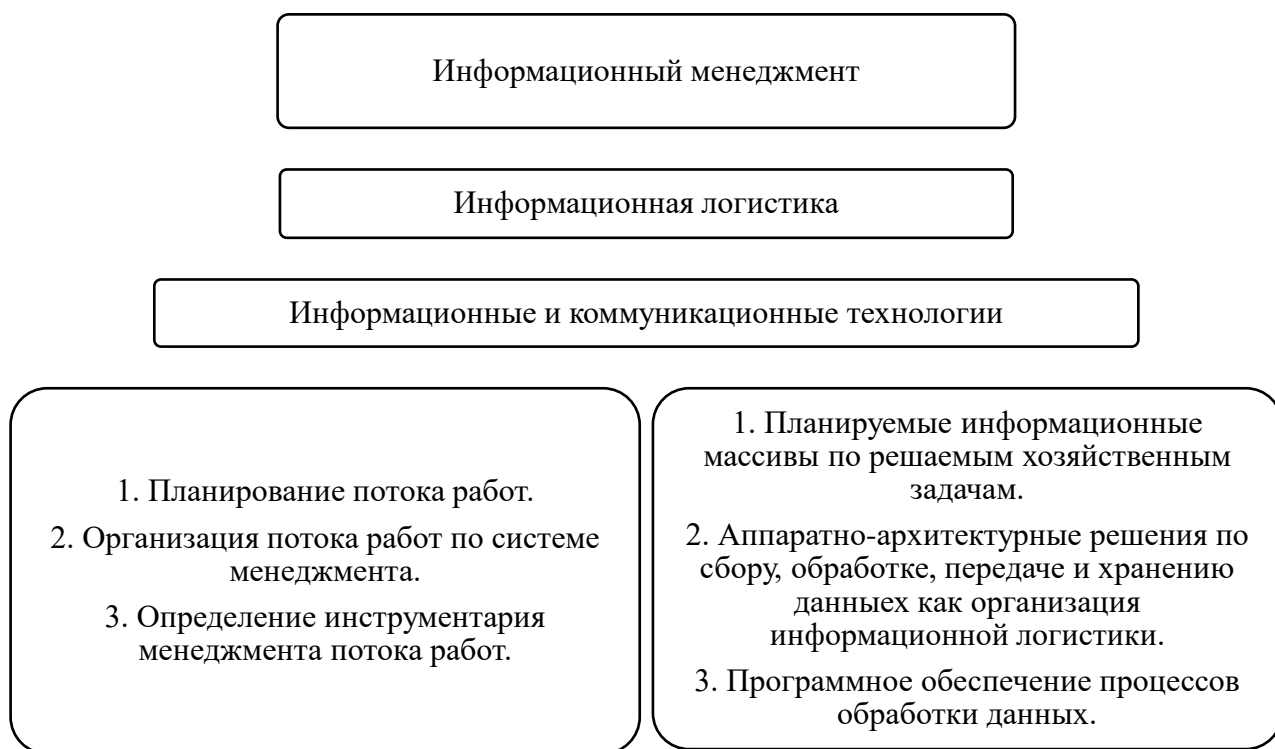 Информационный менеджмент
Информационная логистика
Информационные и коммуникационные технологии
1. Планирование потока работ.
2. Организация потока работ по системе
менеджмента.
3. Определение инструментария
менеджмента потока работ.
1. Планируемые информационные
массивы по решаемым хозяйственным
задачам.
2. Аппаратно-архитектурные решения по
сбору, обработке, передаче и хранению
данныех как организация
информационной логистики.
3. Программное обеспечение процессов
обработки данных.